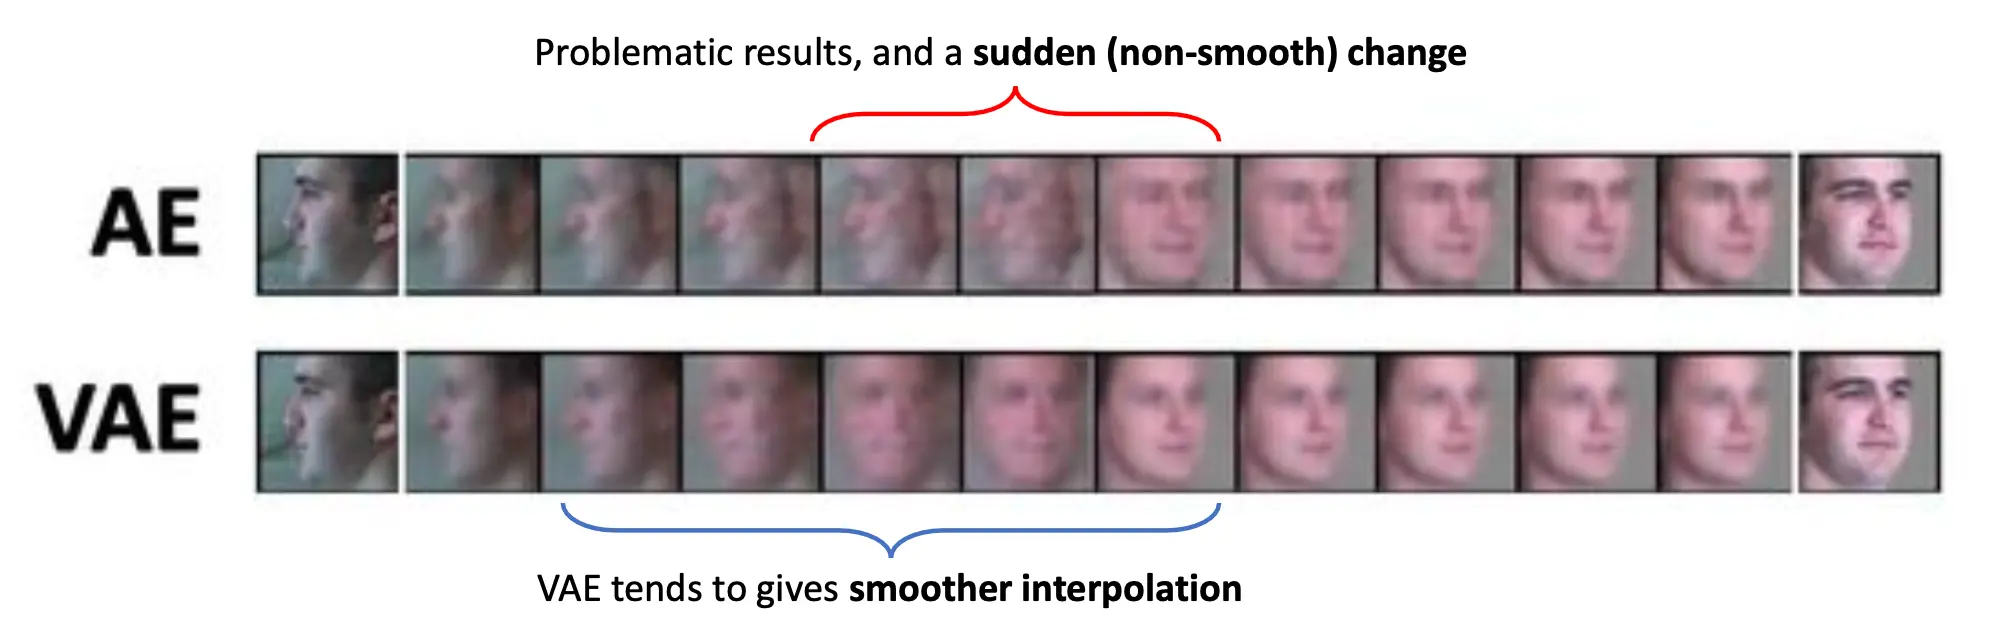 Problematic results, and a sudden (non-smooth) change
AE
VAE
VAE tends to gives smoother interpolation